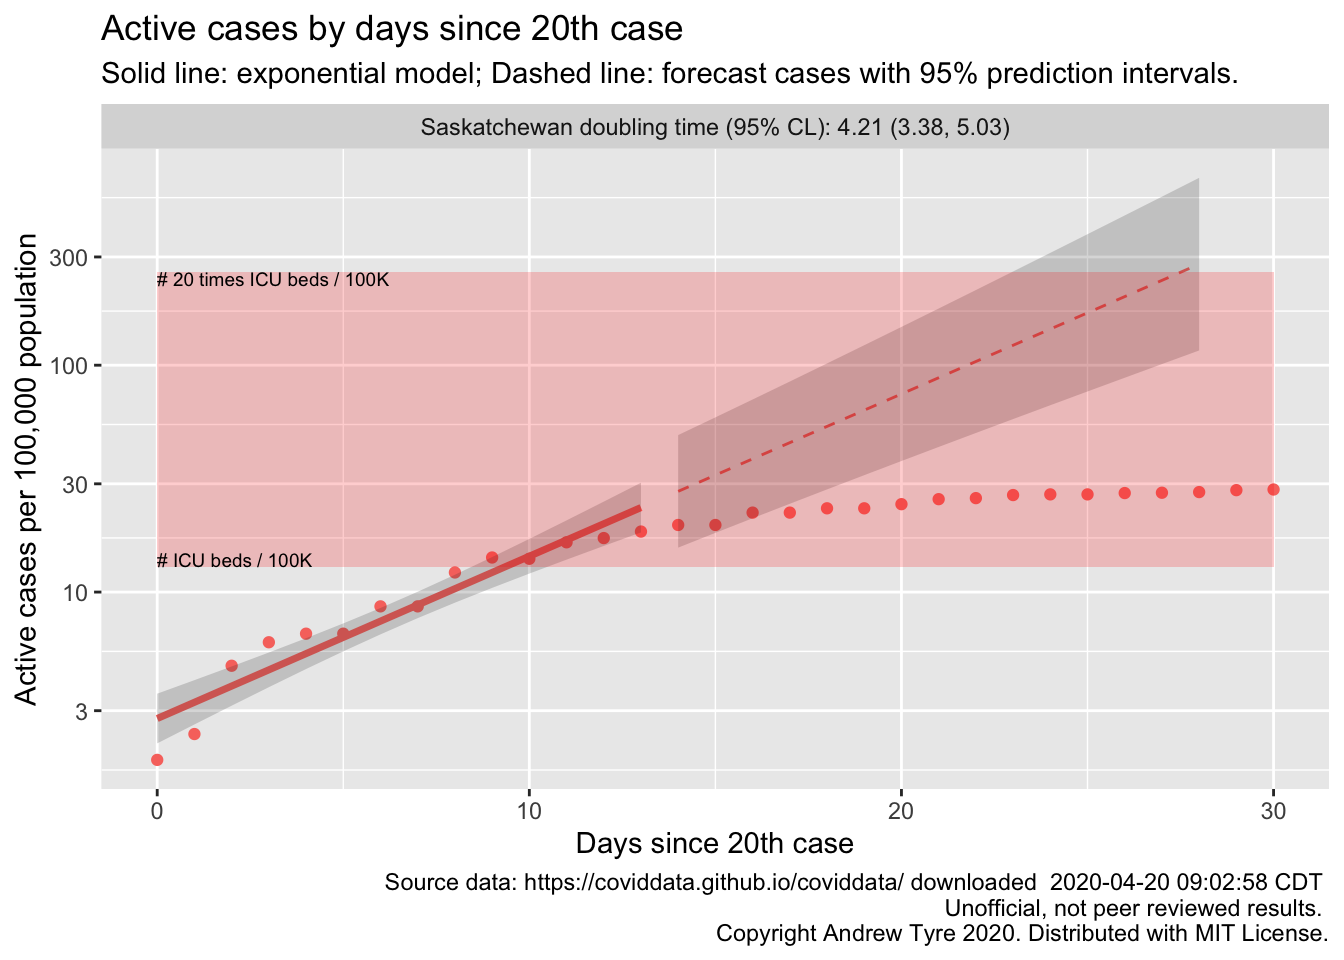 Active cases by days since 20th case
Solid line: exponential model; Dashed line: forecast cases with 95% prediction intervals.
Saskatchewan doubling time (95% CL): 4.21 (3.38, 5.03)
Active cases per 100,000 population
300
100
30
10
3
# 20 times ICU beds / 100K
# ICU beds / 100K
0
10
20
30
Days since 20th case
Source data: https://coviddata.github.io/coviddata/ downloaded  2020-04-20 09:02:58 CDT
Unofficial, not peer reviewed results.
Copyright Andrew Tyre 2020. Distributed with MIT License.